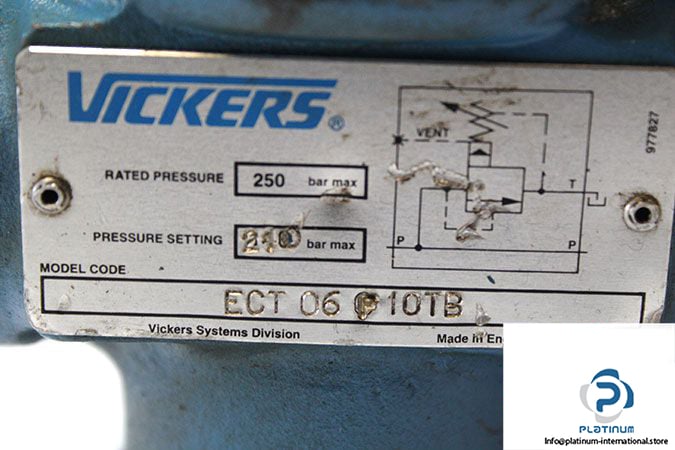 VICKERS®
RATED PRESSURE 250 bar max
PRESSURE SETTING 210 bar max
MODEL CODE
ECT 06 F 10TB
Vickers Systems Division Made in En
VENT
T
P P
977827
P
PLATINUM
Info@platinum-international.store